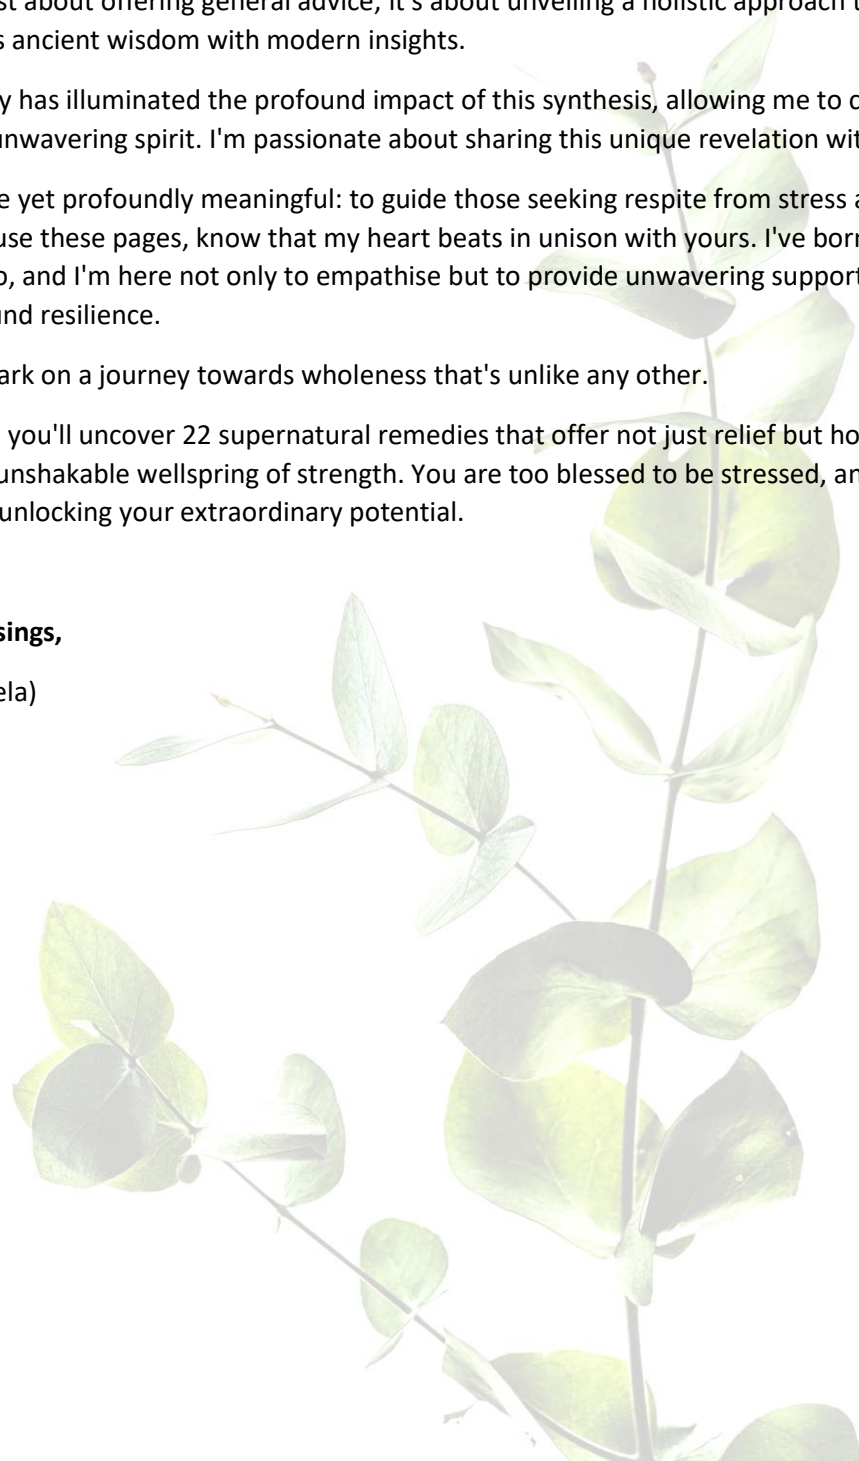 st about offering general advice; it's about unveiling a holistic approach t
s ancient wisdom with modern insights.
y has illuminated the profound impact of this synthesis, allowing me to c
unwavering spirit. I'm passionate about sharing this unique revelation wit
e yet profoundly meaningful: to guide those seeking respite from stress a
use these pages, know that my heart beats in unison with yours. I've bor
o, and I'm here not only to empathise but to provide unwavering support
und resilience.
ark on a journey towards wholeness that's unlike any other.
you'll uncover 22 supernatural remedies that offer not just relief but ho
unshakable wellspring of strength. You are too blessed to be stressed, an
unlocking your extraordinary potential.
sings,
ela)